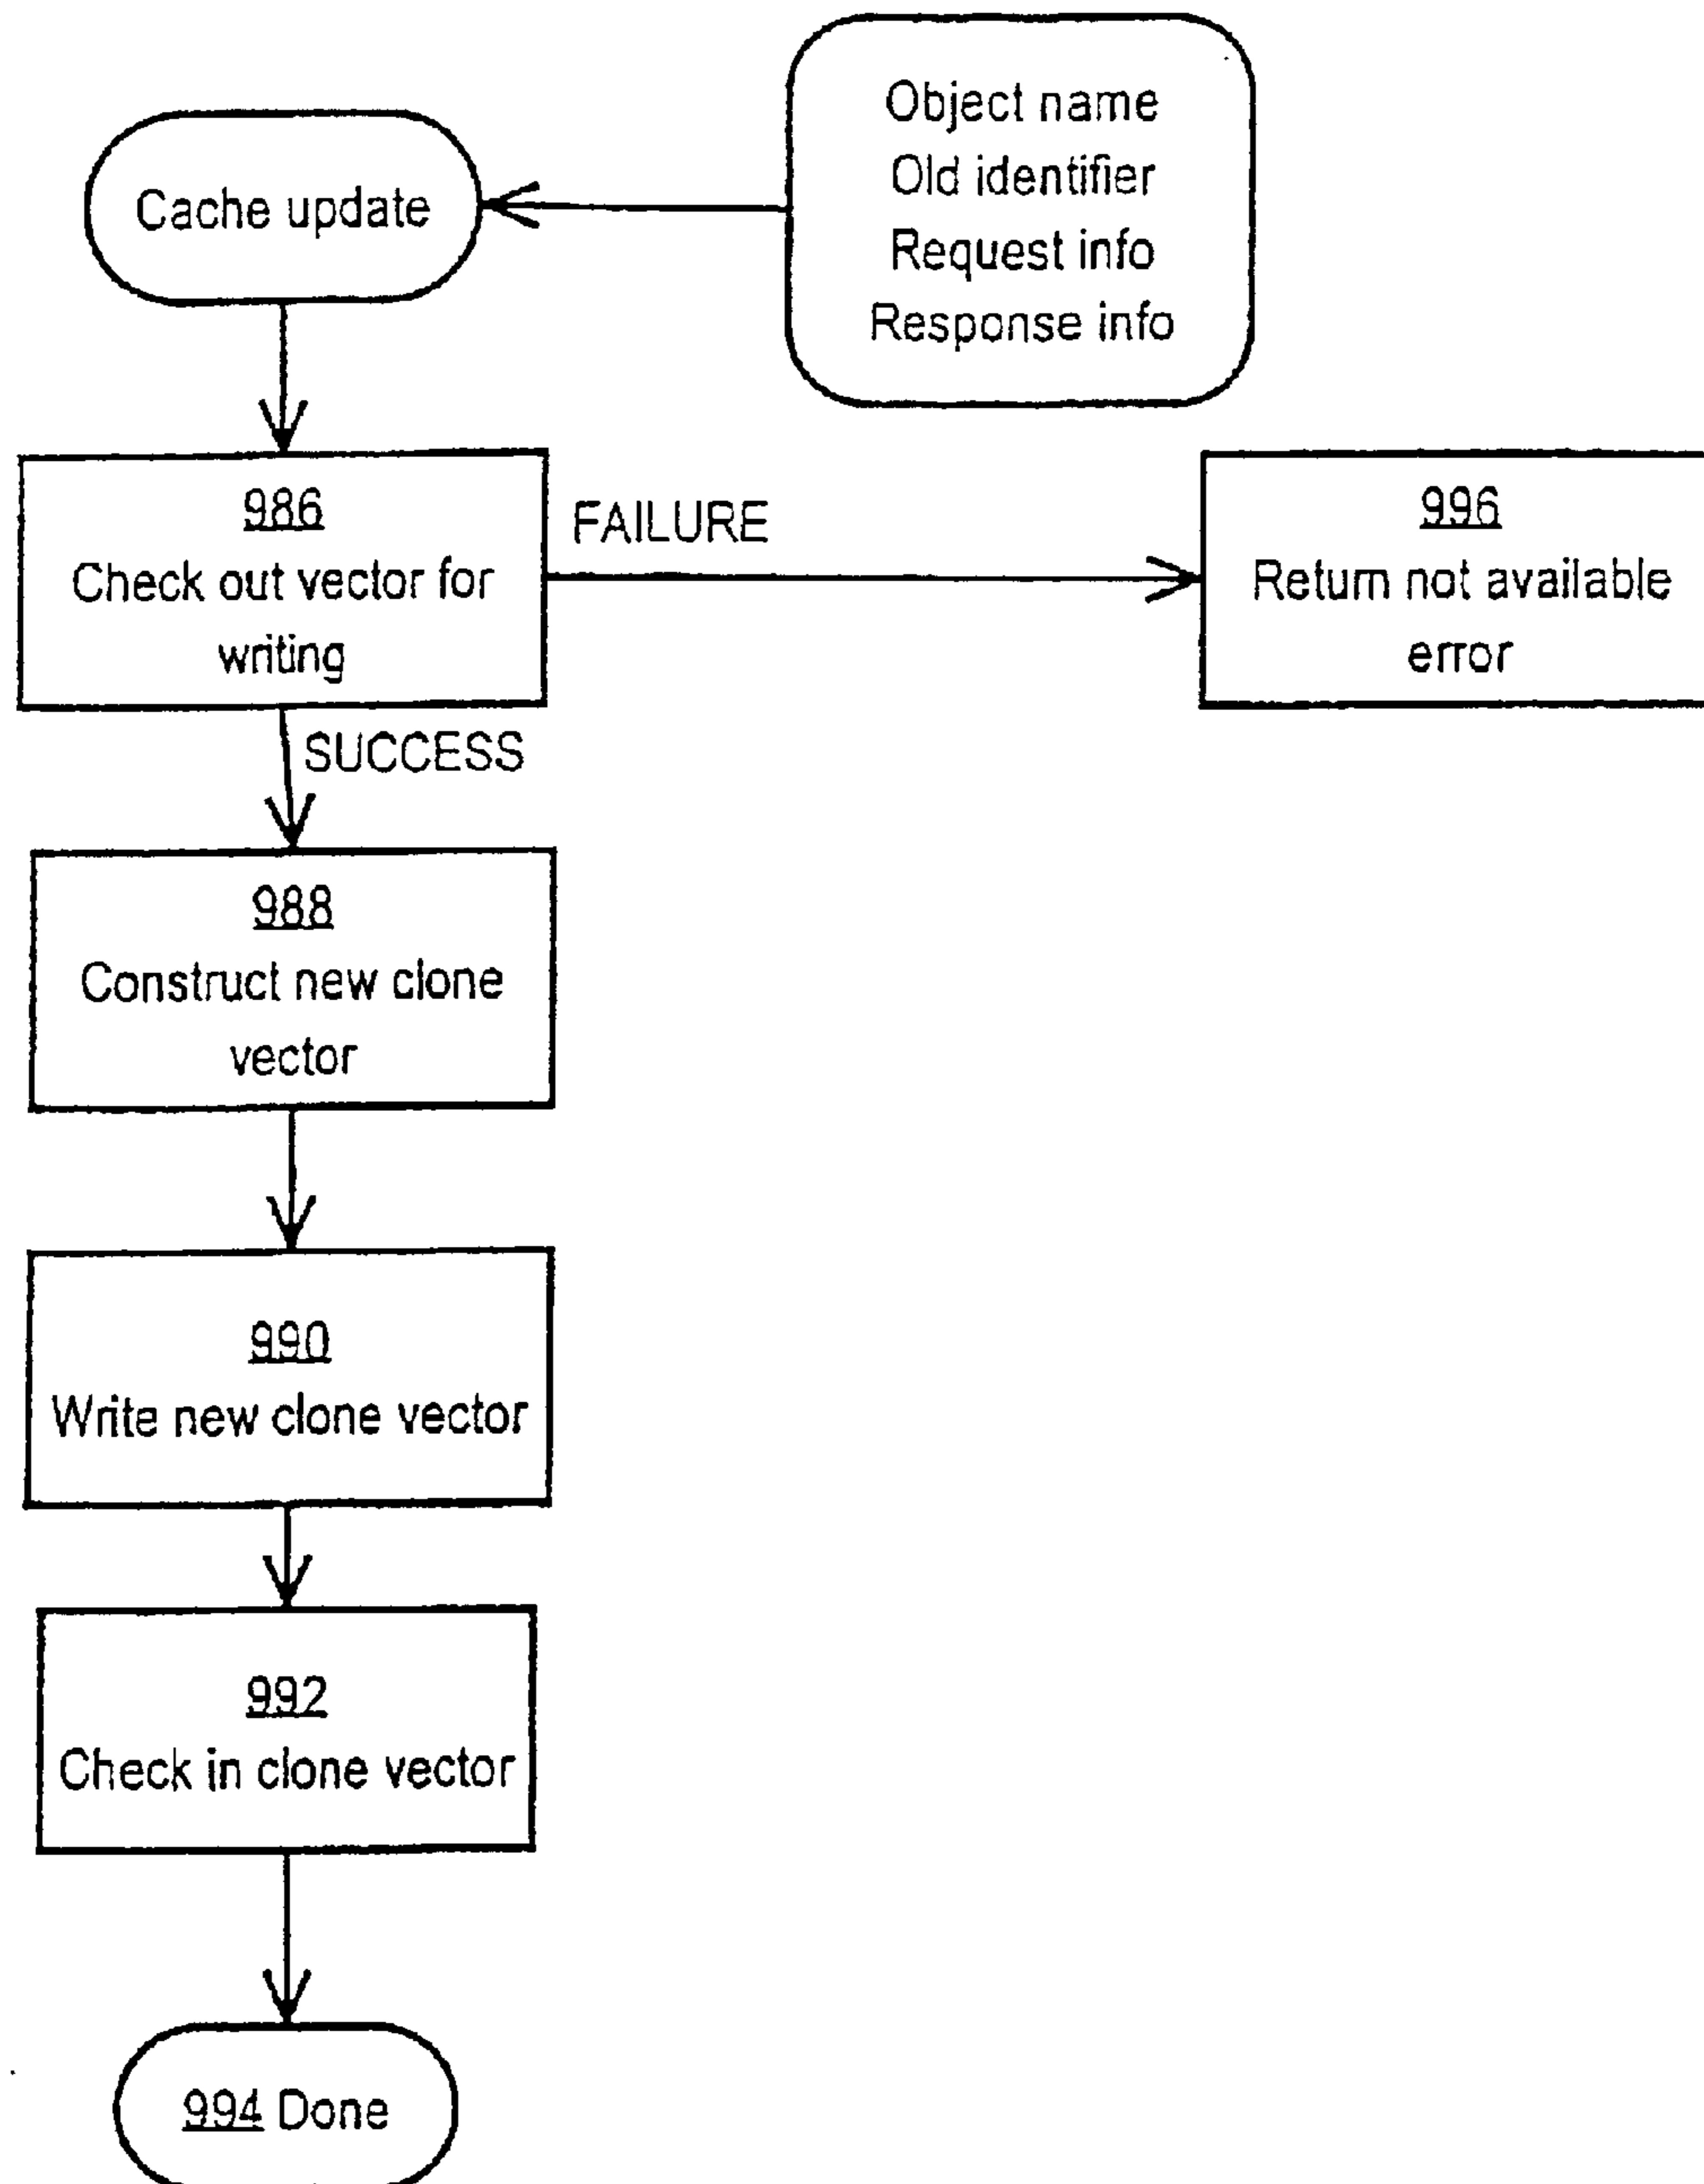 Object name
Old identifier
Request info
Response info
Cache update
986
Check out vector for
writing
FAILURE
996
Return not available
error
SUCCESS
988
Construct new clone
vector
990
Write new clone vector
992
Check in clone vector
994 Done